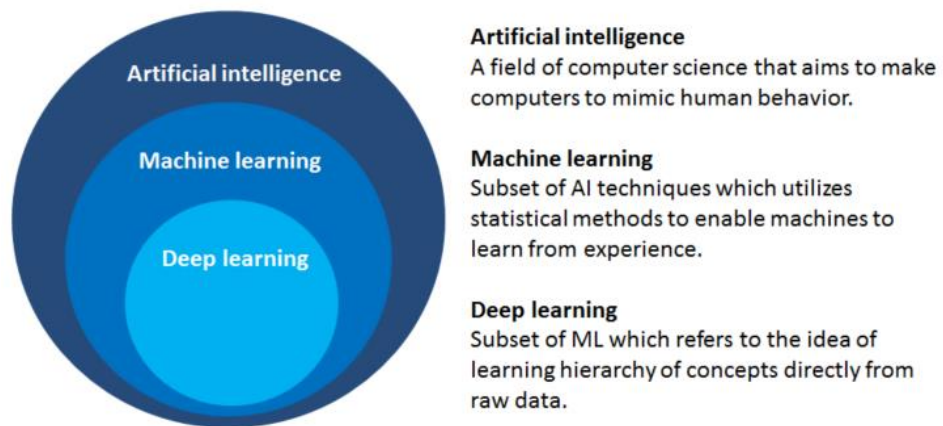 Artificial intelligence
Machine learning
Deep learning
Artificial intelligence
A field of computer science that aims to make
computers to mimic human behavior.
Machine learning
Subset of AI techniques which utilizes
statistical methods to enable machines to
learn from experience.
Deep learning
Subset of ML which refers to the idea of
learning hierarchy of concepts directly from
raw data.